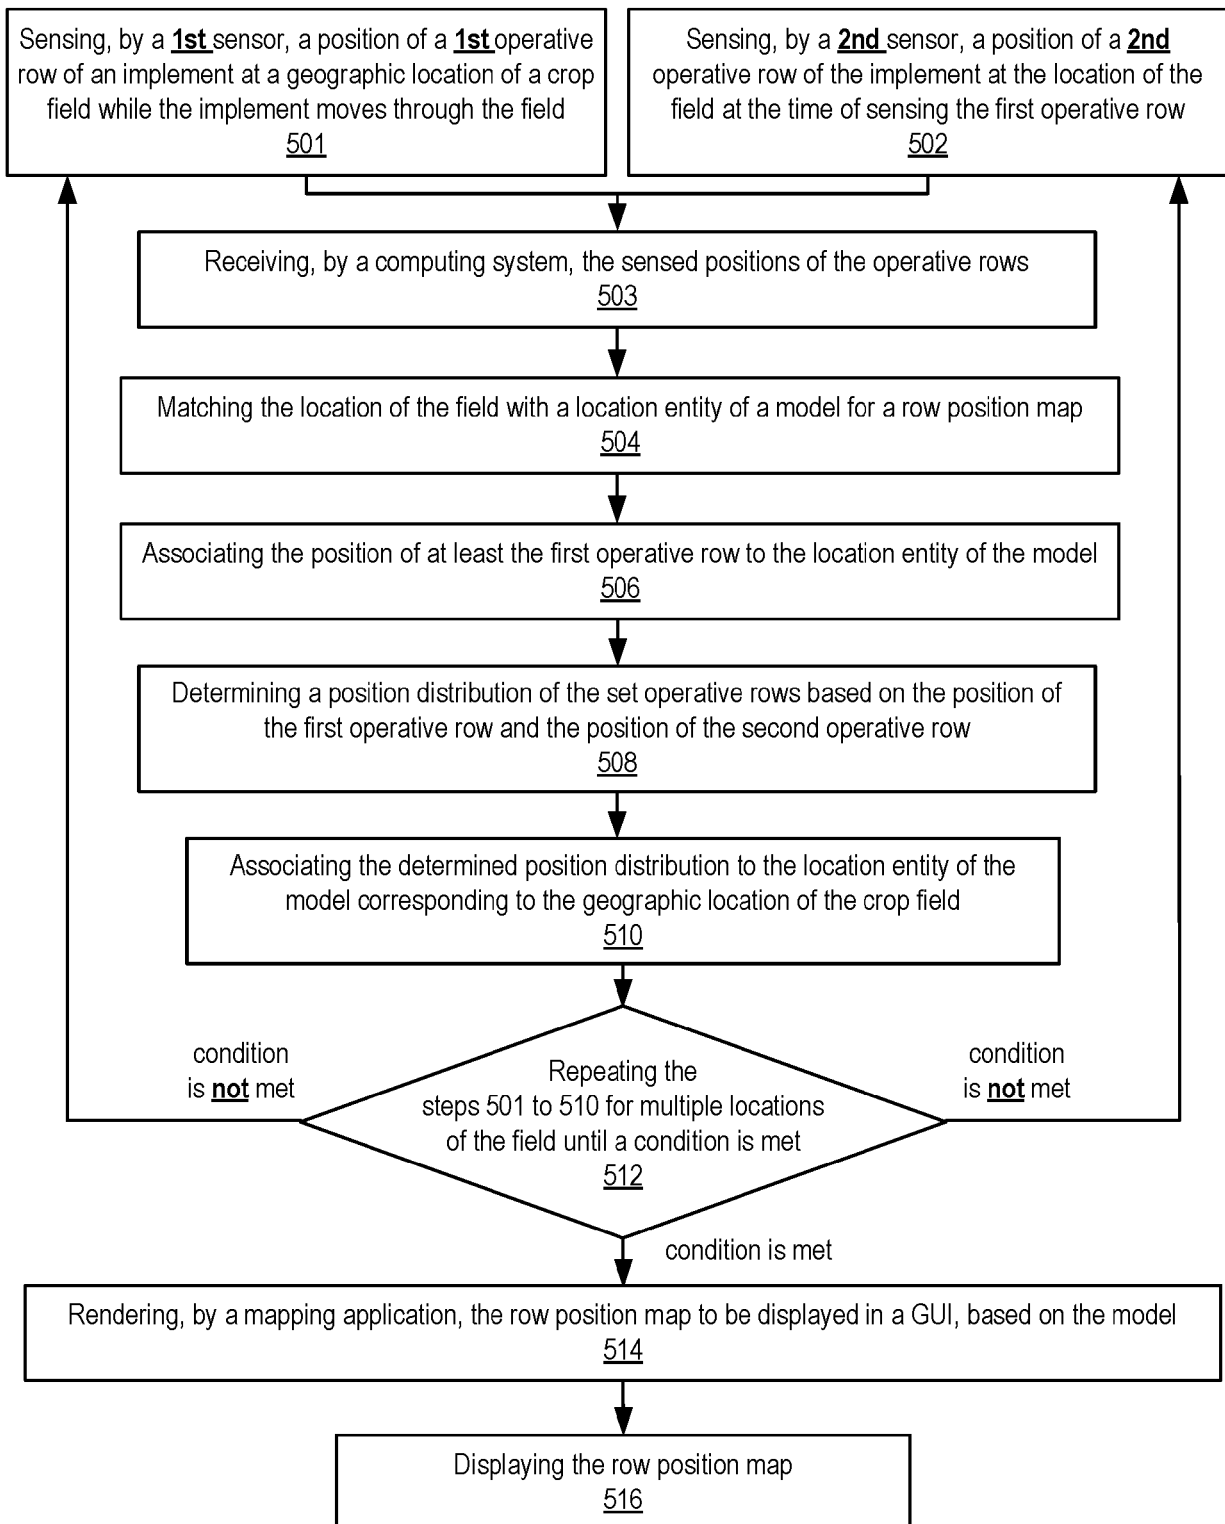 Sensing, by a 1st sensor, a position of a 1st operative
row of an implement at a geographic location of a crop
field while the implement moves through the field
501
Sensing, by a 2nd sensor, a position of a 2nd
operative row of the implement at the location of the
field at the time of sensing the first operative row
502
Receiving, by a computing system, the sensed positions of the operative rows
503
Matching the location of the field with a location entity of a model for a row position map
504
Associating the position of at least the first operative row to the location entity of the model
506
Determining a position distribution of the set operative rows based on the position of
the first operative row and the position of the second operative row
508
Associating the determined position distribution to the location entity of the
model corresponding to the geographic location of the crop field
510
condition
is not met
Repeating the
steps 501 to 510 for multiple locations
of the field until a condition is met
512
condition
is not met
condition is met
Rendering, by a mapping application, the row position map to be displayed in a GUI, based on the model
514
Displaying the row position map
516